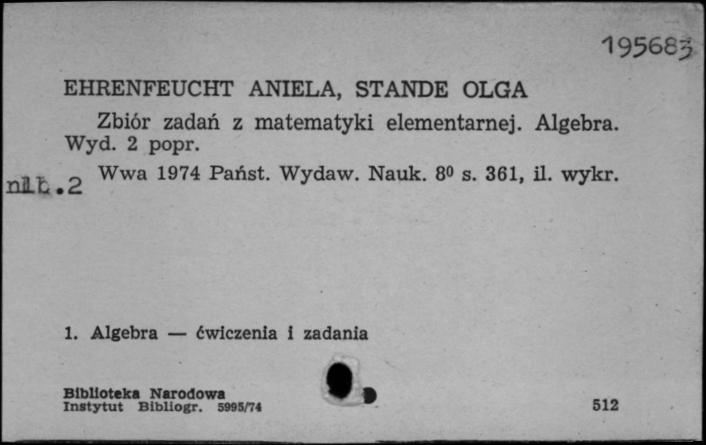 195683
EHRENFEUCHT ANIELA, STANDE OLGA
Zbiór zadań z matematyki elementarnej. Algebra.
Wyd. 2 popr.
Wwa 1974 Państ. Wydaw. Nauk. 8⁰ s. 361, il. wykr.
nlb.2
1. Algebra — ćwiczenia i zadania
Biblioteka Narodowa
Instytut Bibliogr. 5995/74
512